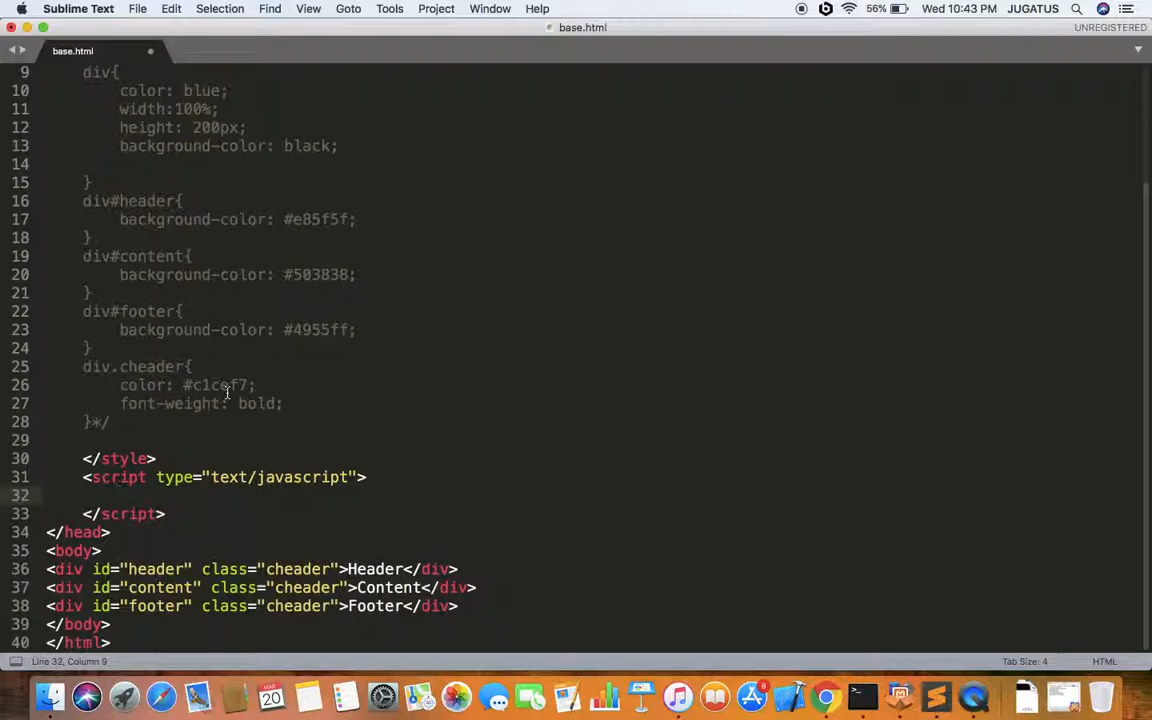 Sublime Text File Edit Selection Find View Goto Tools Project Window Help 56% Wed 10:43 PM JUGATUS
base.html UNREGISTERED
base.html
9 div{
10 color: blue;
11 width:100%;
12 height: 200px;
13 background-color: black;
14
15 }
16 div#header{
17 background-color: #e85f5f;
18 }
19 div#content{
20 background-color: #503838;
21 }
22 div#footer{
23 background-color: #4955ff;
24 }
25 div.cheader{
26 color: #c1cef7;
27 font-weight: bold;
28 }*/
29
30 </style>
31 <script type="text/javascript">
32
33 </script>
34 </head>
35 <body>
36 <div id="header" class="cheader">Header</div>
37 <div id="content" class="cheader">Content</div>
38 <div id="footer" class="cheader">Footer</div>
39 </body>
40 </html>
Line 32, Column 9 Tab Size: 4 HTML
MAR
20
6